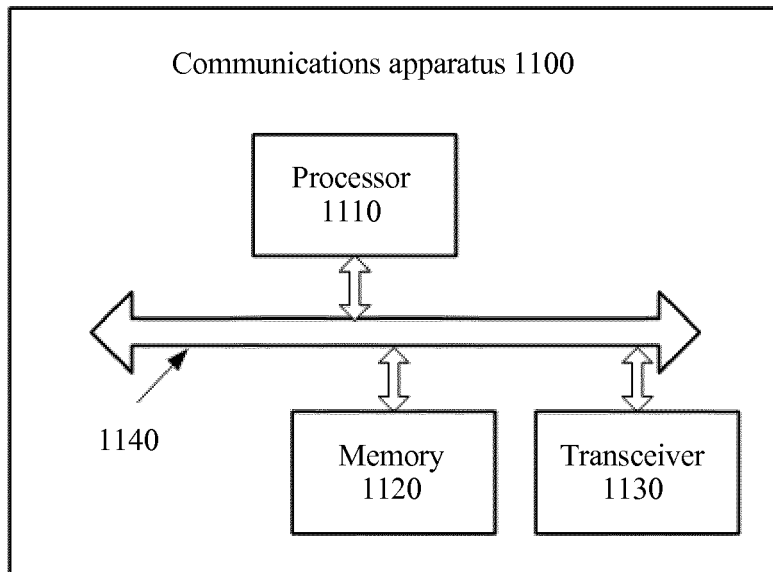 Communications apparatus 1100
Processor
1110
1140
Memory
1120
Transceiver
1130